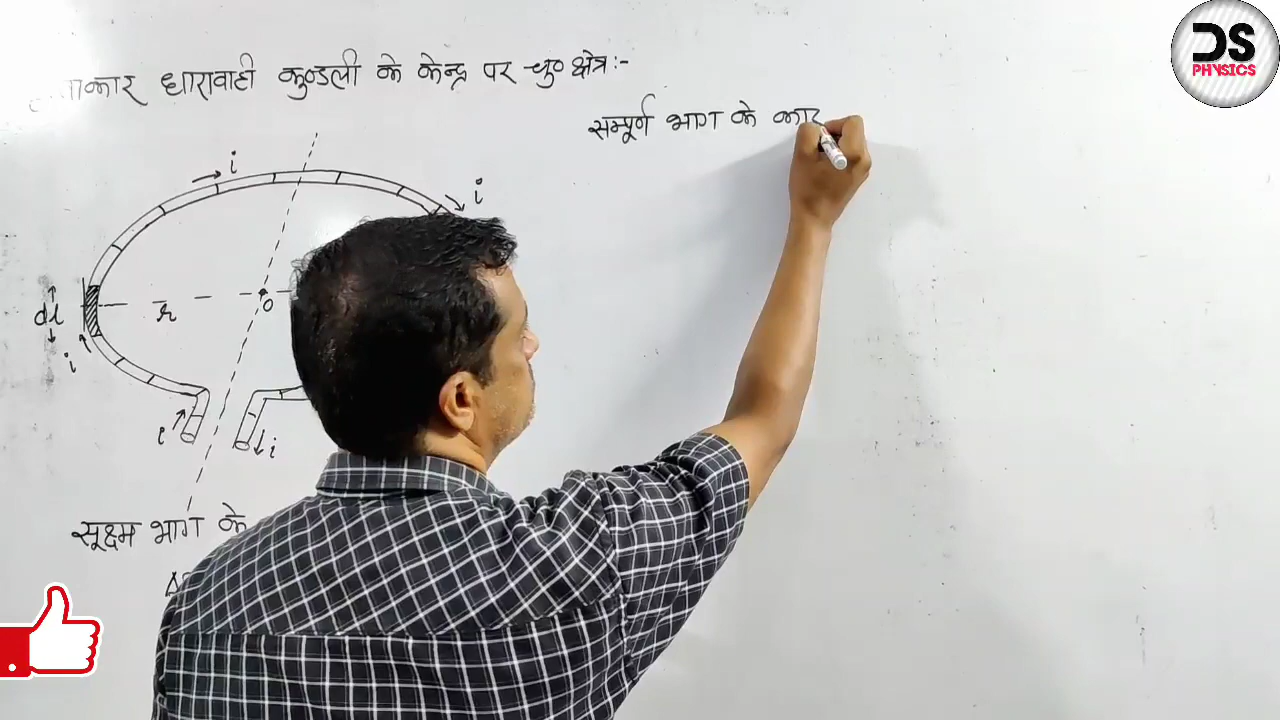 धारावाही कुण्डली के केन्द्र पर चु० क्षेत्र:-
सम्पूर्ण भाग के कार
i
i
dl
r
o
i
i
i
सूक्ष्म भाग के
DS
PHYSICS